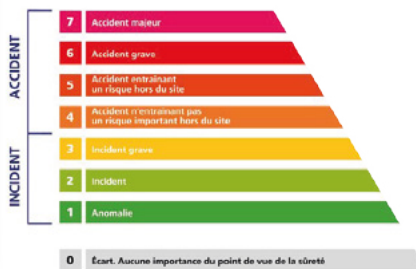 ACCIDENT
7 Accident majeur
6 Accident grave
5 Accident entraînant
un risque hors du site
4 Accident n'entraînant pas
un risque important hors du site
INCIDENT
3 Incident grave
2 Incident
1 Anomalie
0 Écart. Aucune importance du point de vue de la sûreté